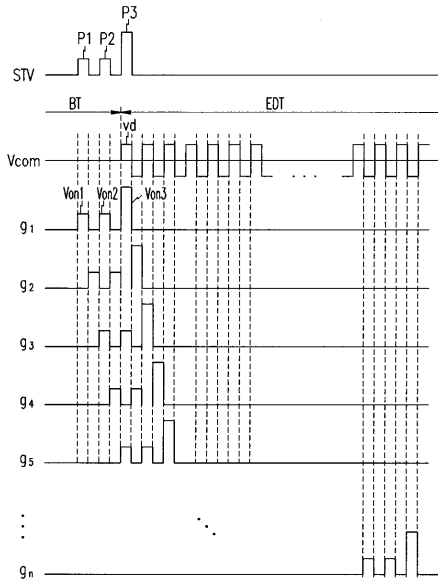 P3
P1 P2
STV
BT EDT
vd
Vcom
Von1 Von2 Von3
g1
g2
g3
g4
g5
gn